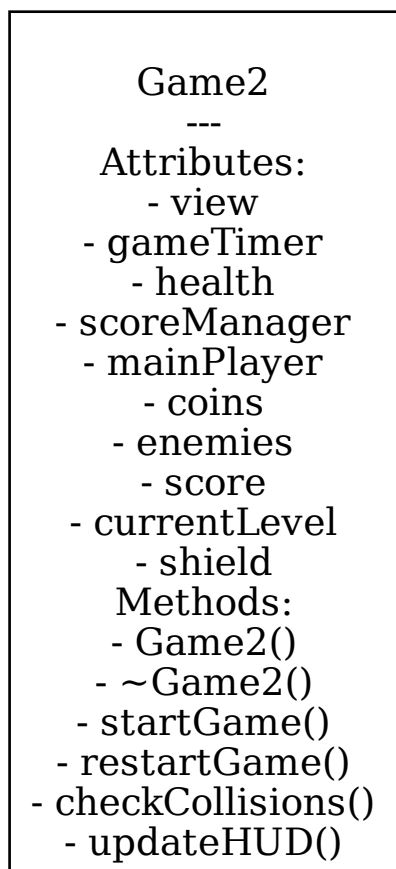 Game2
---
Attributes:
- view
- gameTimer
- health
- scoreManager
- mainPlayer
- coins
- enemies
- score
- currentLevel
- shield
Methods:
- Game2()
- ~Game2()
- startGame()
- restartGame()
- checkCollisions()
- updateHUD()